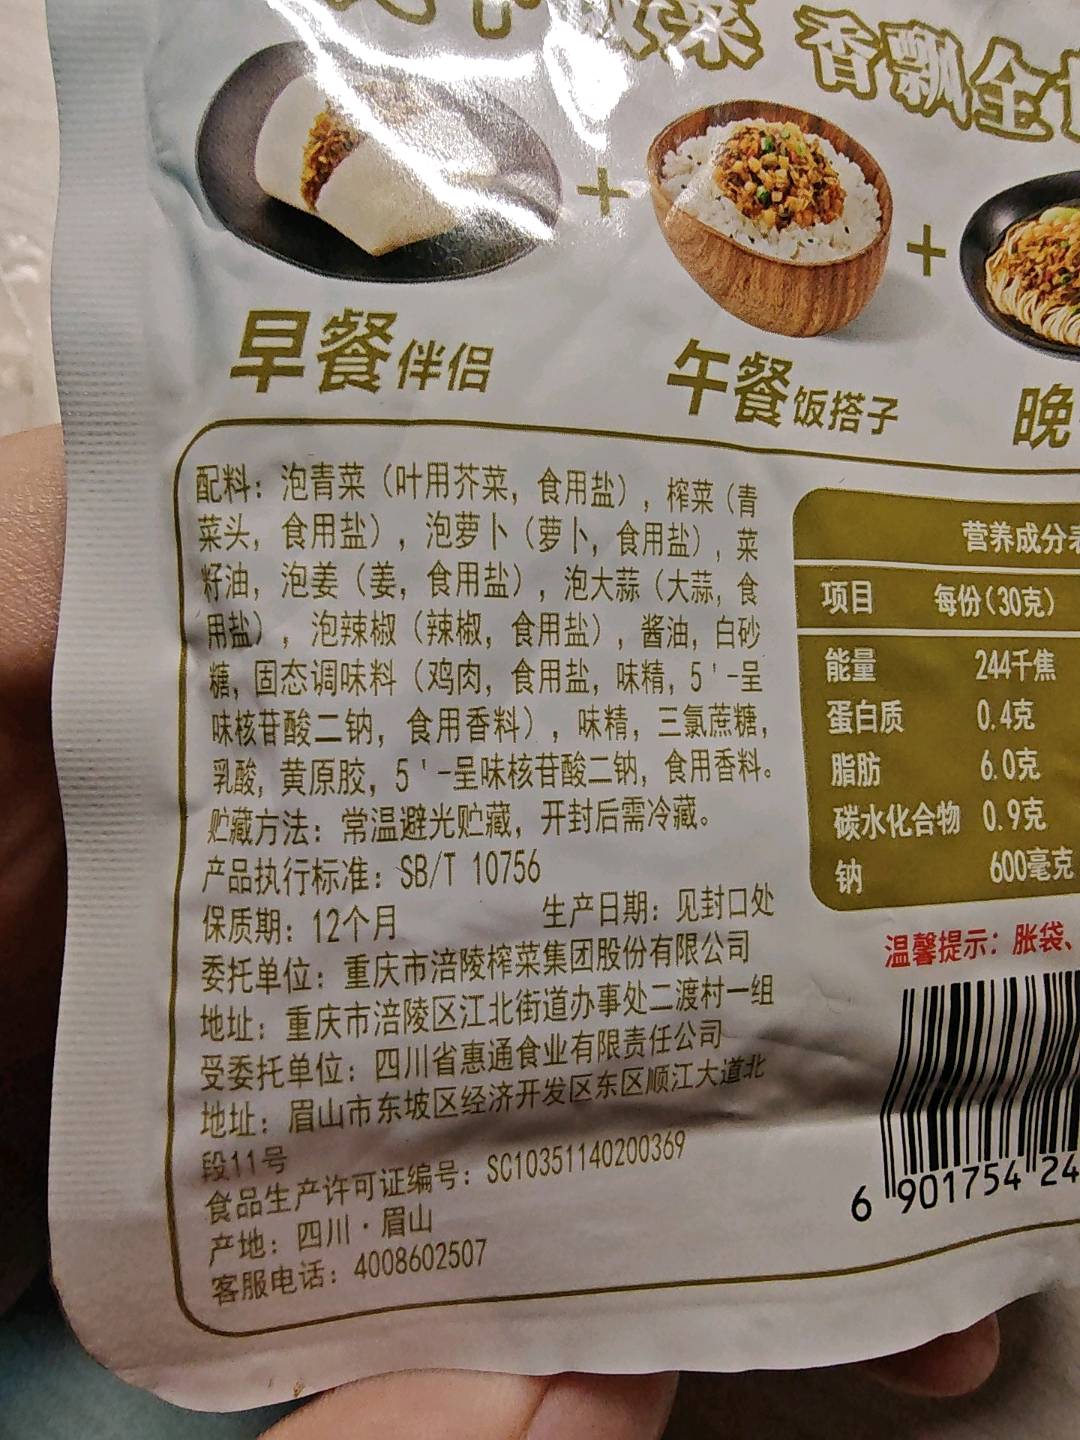 饭菜 香飘全
+
+
早餐伴侣
午餐饭搭子
晚
配料：泡青菜（叶用芥菜，食用盐），榨菜（青
菜头，食用盐），泡萝卜（萝卜，食用盐），菜
籽油，泡姜（姜，食用盐），泡大蒜（大蒜，食
用盐），泡辣椒（辣椒，食用盐），酱油，白砂
糖，固态调味料（鸡肉，食用盐，味精，5＇-呈
味核苷酸二钠，食用香料），味精，三氯蔗糖，
乳酸，黄原胶，5＇-呈味核苷酸二钠，食用香料。
贮藏方法：常温避光贮藏，开封后需冷藏。
产品执行标准：SB/T 10756
保质期：12个月 生产日期：见封口处
委托单位：重庆市涪陵榨菜集团股份有限公司
地址：重庆市涪陵区江北街道办事处二渡村一组
受委托单位：四川省惠通食业有限责任公司
地址：眉山市东坡区经济开发区东区顺江大道北
段11号
食品生产许可证编号：SC10351140200369
产地：四川·眉山
客服电话：4008602507
营养成分表
项目 每份(30克)
能量 244千焦
蛋白质 0.4克
脂肪 6.0克
碳水化合物 0.9克
钠 600毫克
温馨提示：胀袋、
6 901754 24